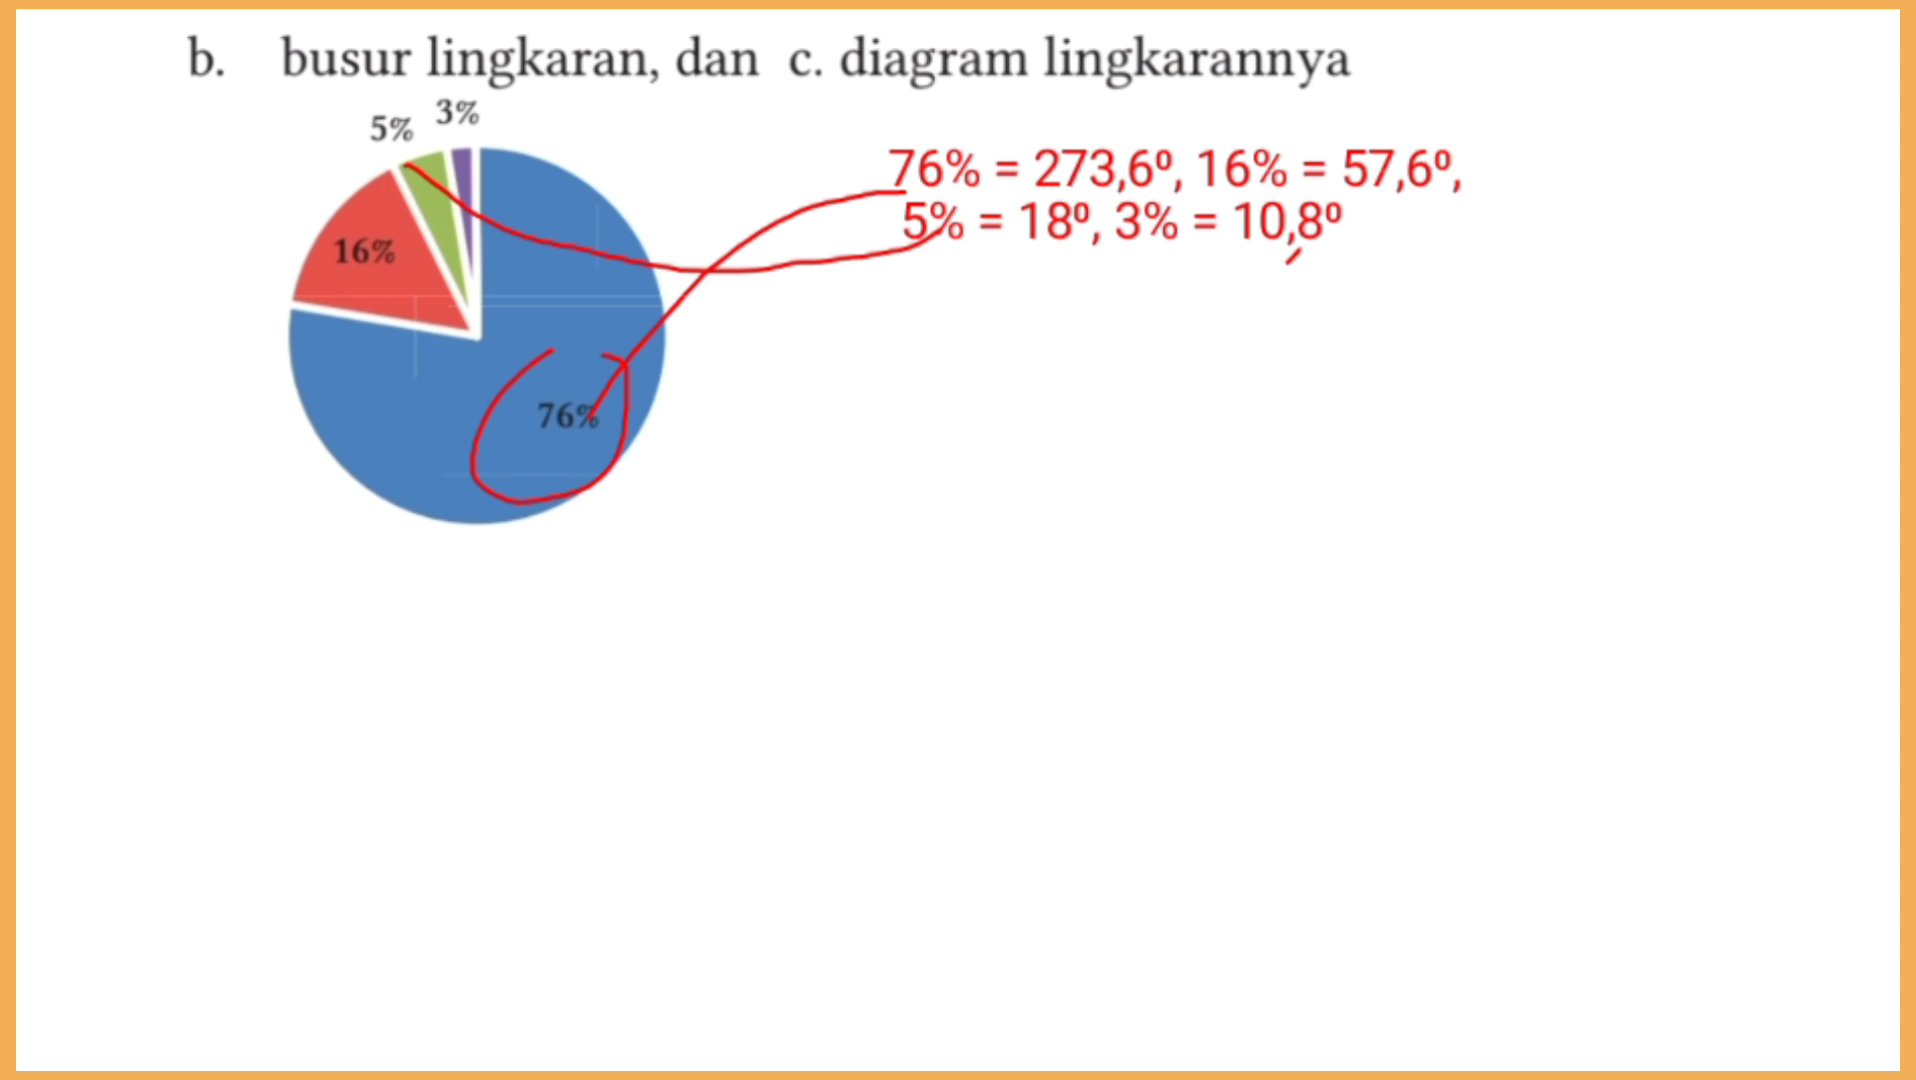 b. busur lingkaran, dan c. diagram lingkarannya
5% 3%
76% = 273,6⁰, 16% = 57,6⁰,
5% = 18⁰, 3% = 10,8⁰
16%
76%